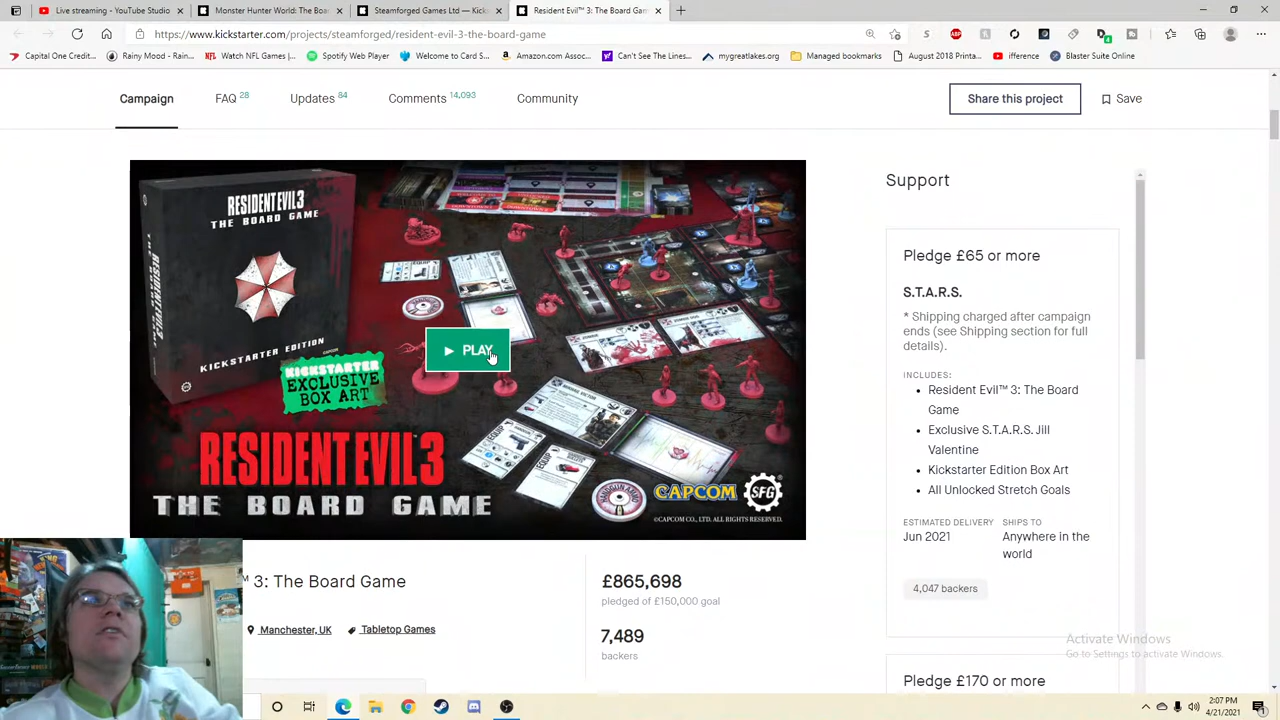 Live streaming - YouTube Studio
Monster Hunter World: The Boa
Steamforged Games Ltd — Kicks
Resident Evil™ 3: The Board Gam
https://www.kickstarter.com/projects/steamforged/resident-evil-3-the-board-game
Capital One Credit...
Rainy Mood - Rainy...
Watch NFL Games -...
Spotify Web Player
Welcome to Card S...
Amazon.com Assoc...
Can't See the Links...
mygreatlakes.org
Managed bookmarks
August 2018 Printa...
ifference
Blaster Suite Online
Campaign
FAQ 28
Updates 84
Comments 14,093
Community
Share this project
Save
RESIDENT EVIL 3
THE BOARD GAME
KICKSTARTER EDITION
KICKSTARTER
EXCLUSIVE
BOX ART
PLAY
RESIDENT EVIL 3
THE BOARD GAME
CAPCOM
SFG
©CAPCOM CO., LTD. ALL RIGHTS RESERVED.
Support
Pledge £65 or more
S.T.A.R.S.
* Shipping charged after campaign
ends (see Shipping section for full
details).
INCLUDES:
• Resident Evil™ 3: The Board
Game
• Exclusive S.T.A.R.S. Jill
Valentine
• Kickstarter Edition Box Art
• All Unlocked Stretch Goals
ESTIMATED DELIVERY
Jun 2021
SHIPS TO
Anywhere in the
world
4,047 backers
™ 3: The Board Game
Manchester, UK
Tabletop Games
£865,698
pledged of £150,000 goal
7,489
backers
Activate Windows
Go to Settings to activate Windows.
Pledge £170 or more
2:07 PM
4/21/2021